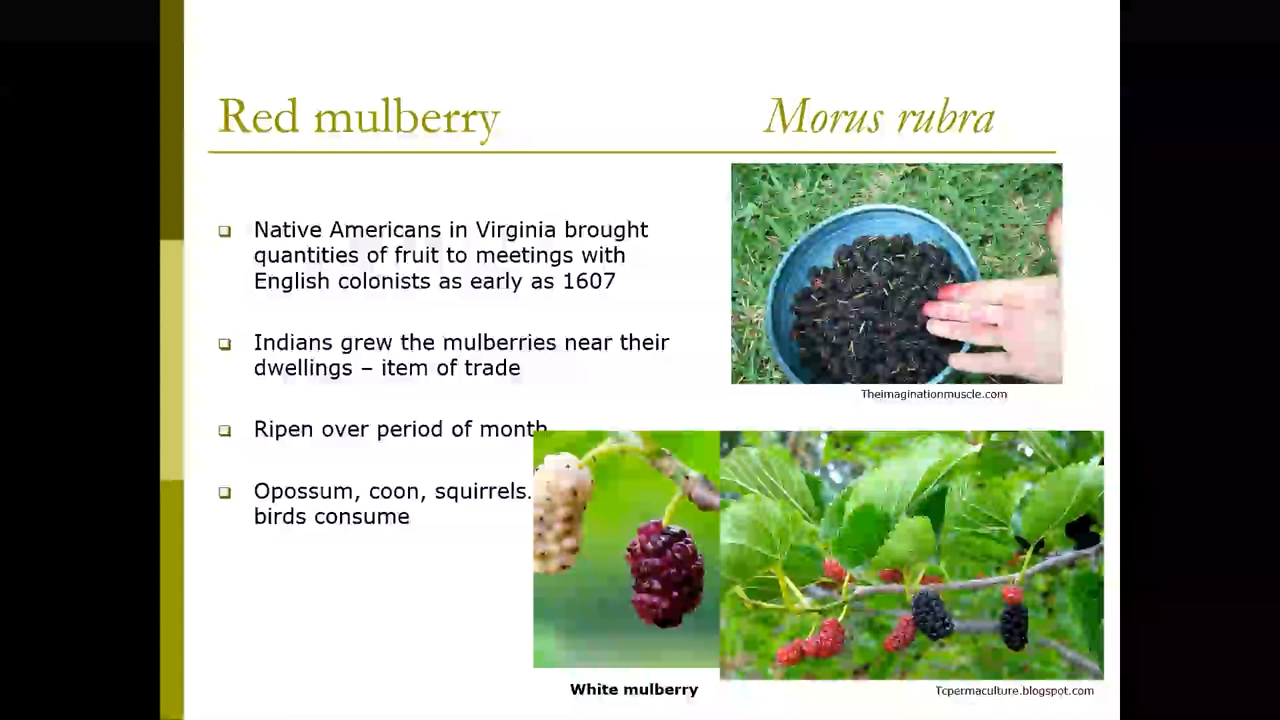 Red mulberry
Morus rubra
Native Americans in Virginia brought
quantities of fruit to meetings with
English colonists as early as 1607
Indians grew the mulberries near their
dwellings – item of trade
Ripen over period of month
Opossum, coon, squirrels.
birds consume
Theimaginationmuscle.com
White mulberry
Tcpermaculture.blogspot.com